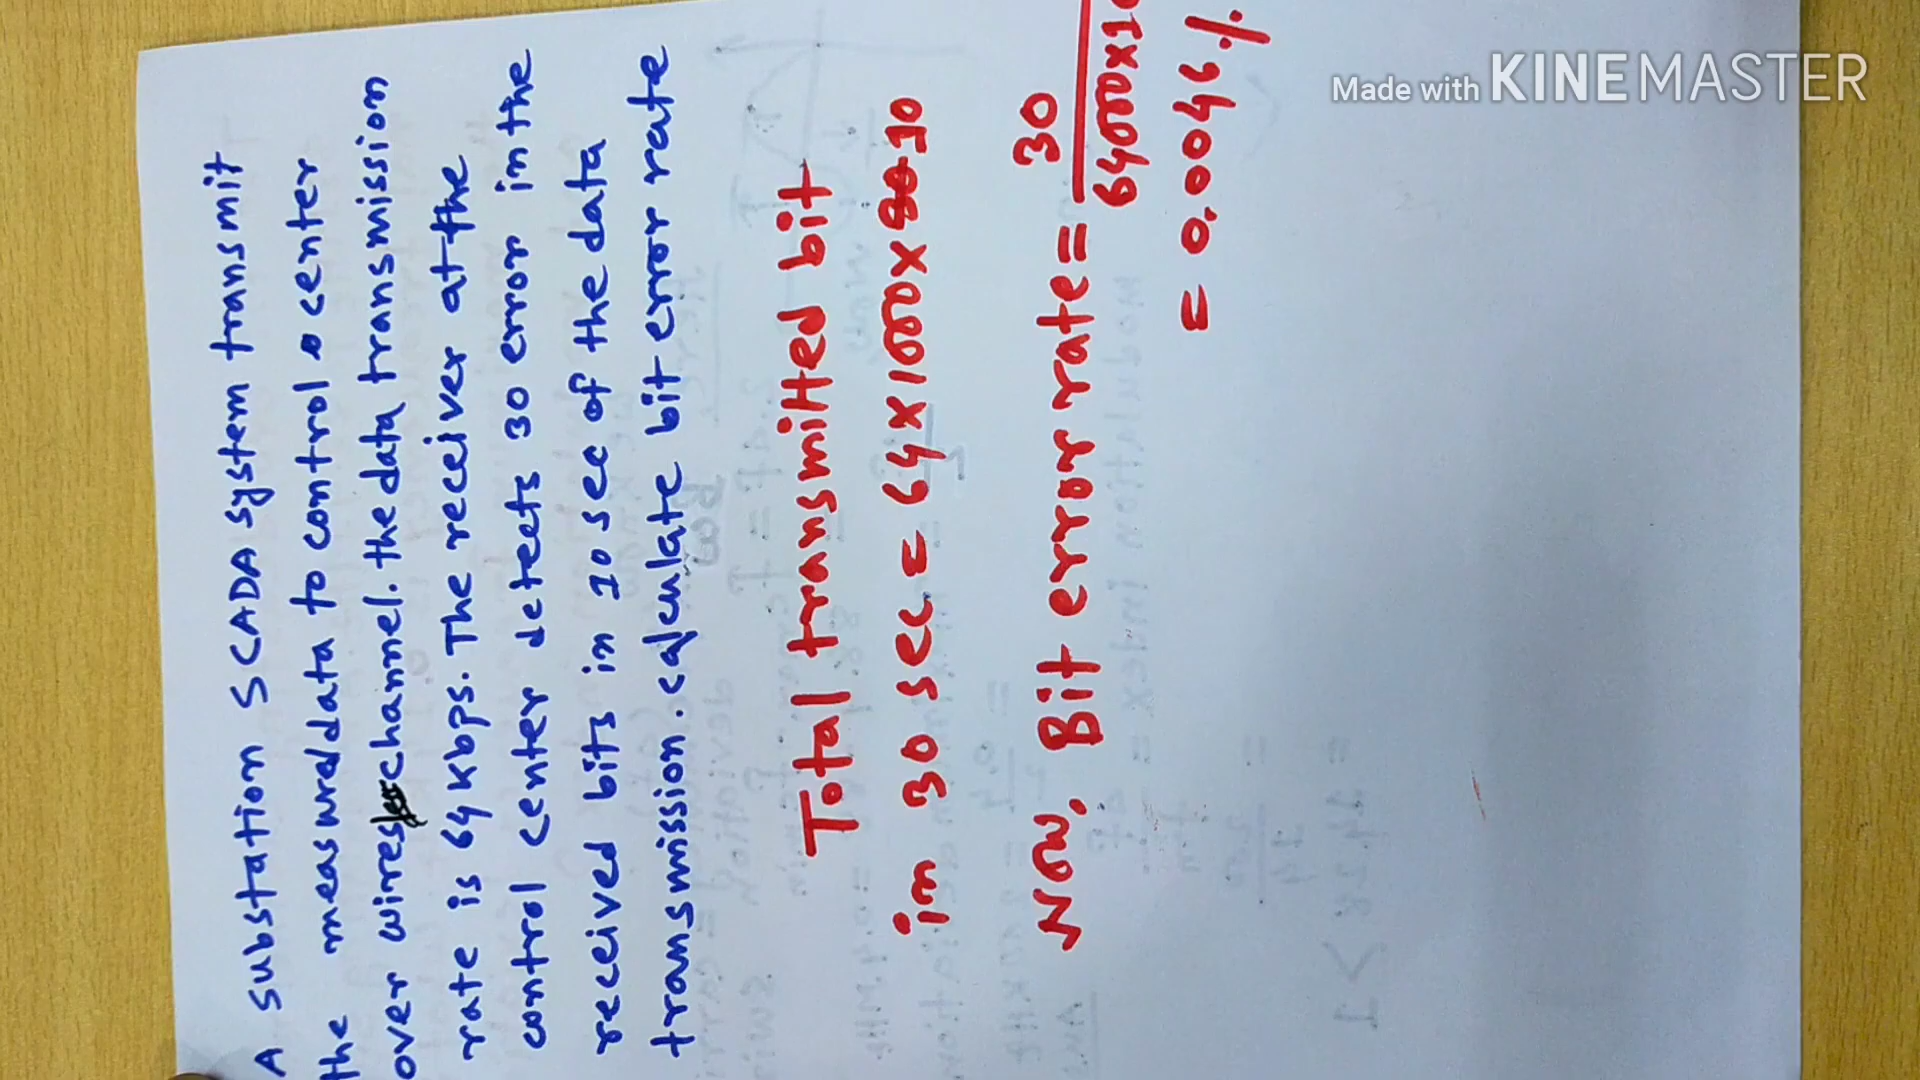 A substation SCADA system transmit
the measured data to control center
over wireless channel. the data transmission
rate is 64 kbps. The receiver at the
control center detects 30 error in the
received bits in 10 sec of the data
transmission. calculate bit error rate
Total transmitted bit
in 30 sec = 64 × 1000 × 10
Now, Bit error rate = 30
64000×10
= 0.0046%
Made with KINEMASTER